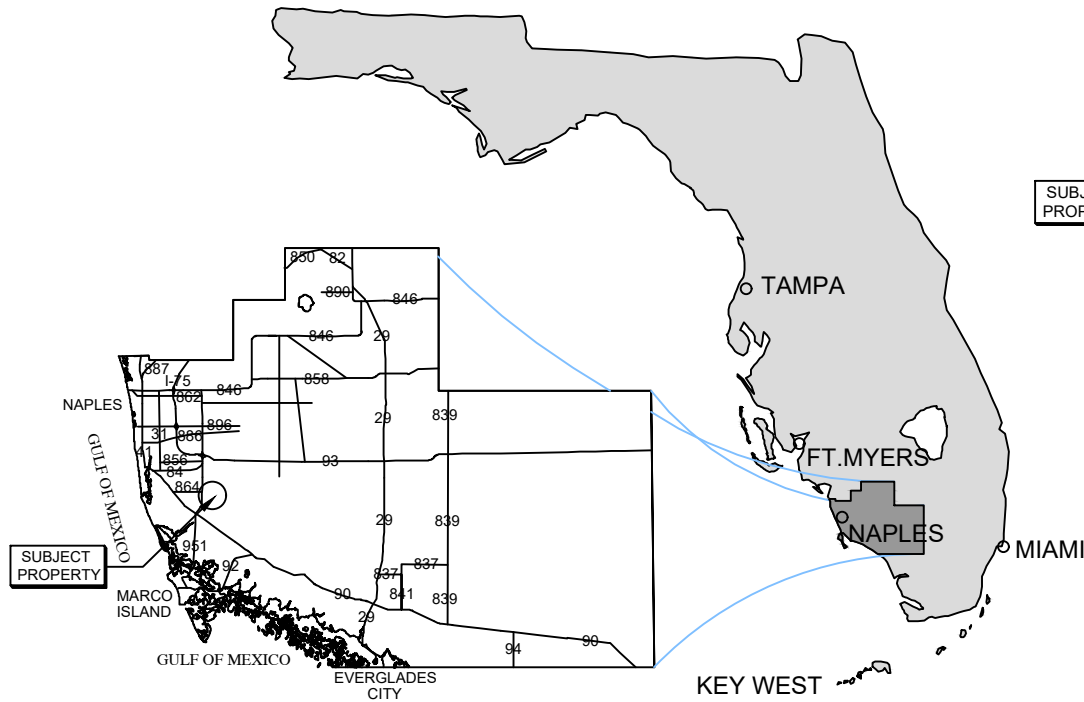 TAMPA
FT.MYERS
NAPLES
MIAMI
KEY WEST
SUBJ
PROP
850
82
890
846
846
29
887
I-75
862
846
858
NAPLES
896
31
886
41
856
84
864
93
29
839
GULF OF MEXICO
29
839
SUBJECT
PROPERTY
951
92
837
837
841
839
MARCO
ISLAND
90
29
GULF OF MEXICO
94
90
EVERGLADES
CITY